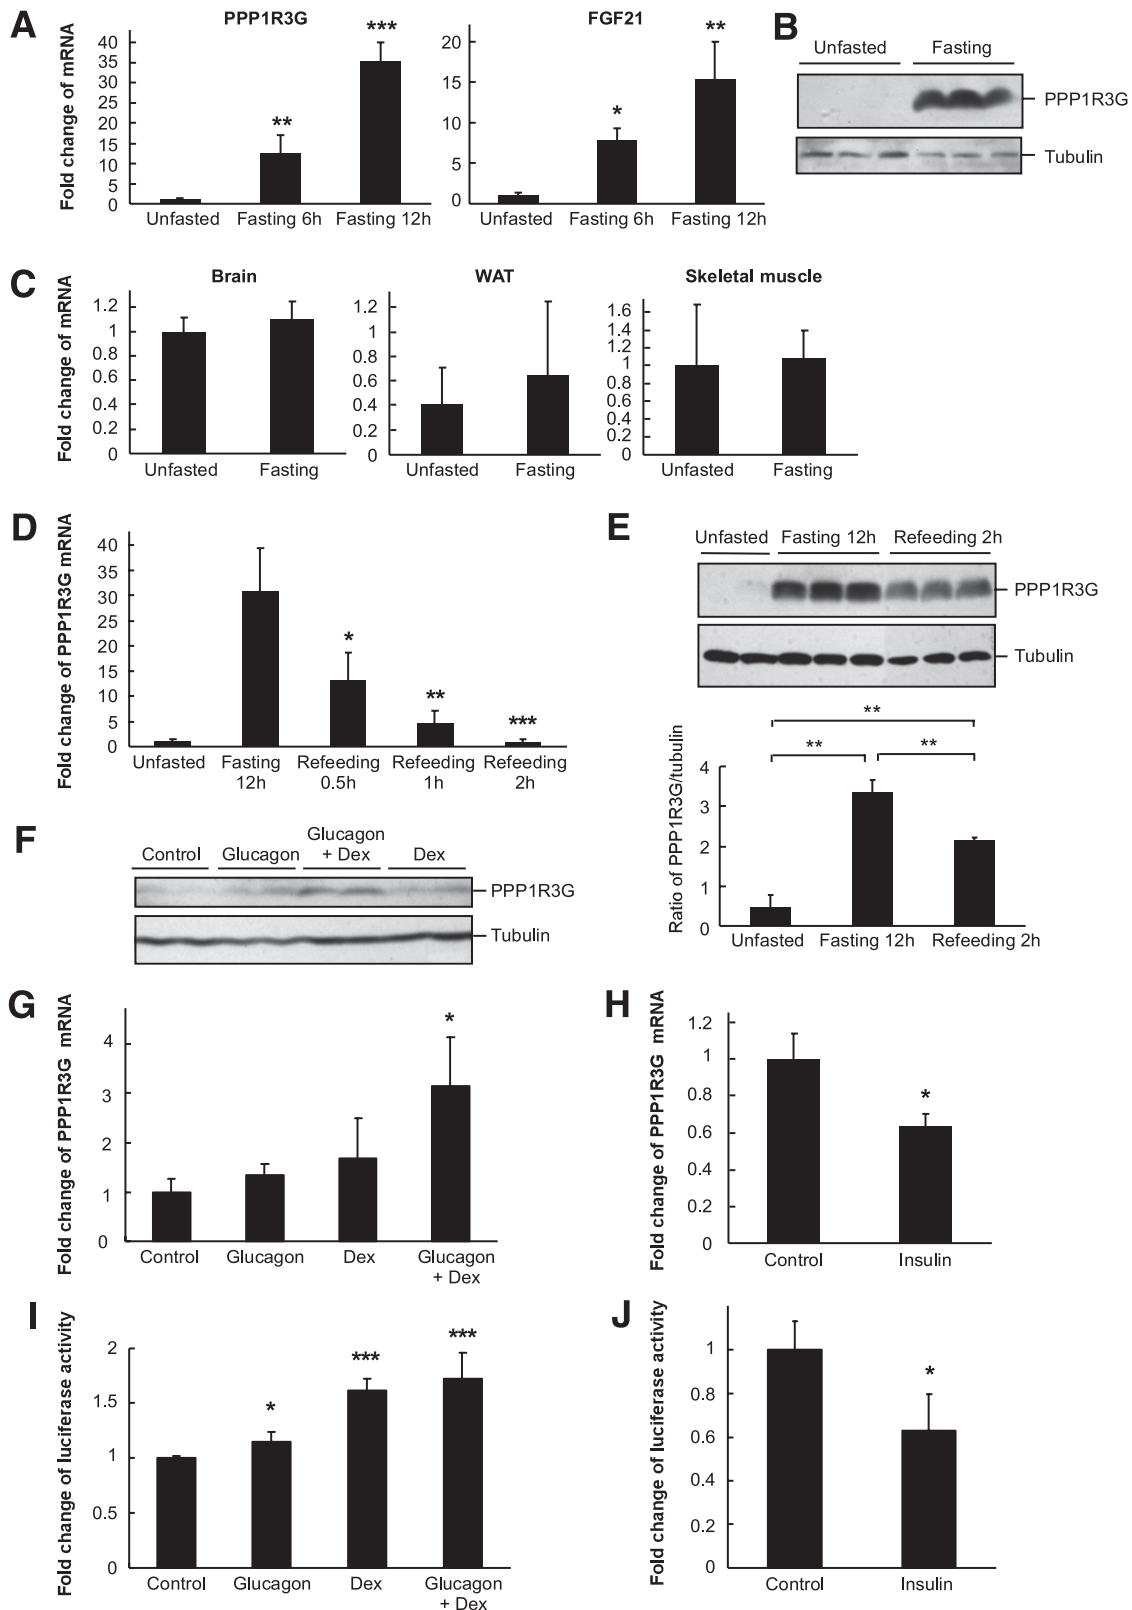 A
PPP1R3G
Fold change of mRNA
40
35
30
25
20
15
10
5
0
**
***
Unfasted Fasting 6h Fasting 12h
FGF21
20
15
10
5
0
*
**
Unfasted Fasting 6h Fasting 12h
B
Unfasted Fasting
PPP1R3G
Tubulin
C
Fold change of mRNA
Brain
1.2
1
0.8
0.6
0.4
0.2
0
Unfasted Fasting
WAT
1.2
1
0.8
0.6
0.4
0.2
0
Unfasted Fasting
Skeletal muscle
1.6
1.4
1.2
1
0.8
0.6
0.4
0.2
0
Unfasted Fasting
D
Fold change of PPP1R3G mRNA
40
35
30
25
20
15
10
5
0
*
**
***
Unfasted Fasting Refeeding Refeeding Refeeding
12h 0.5h 1h 2h
E
Unfasted Fasting 12h Refeeding 2h
PPP1R3G
Tubulin
**
** **
Ratio of PPP1R3G/tubulin
4
3
2
1
0
Unfasted Fasting 12h Refeeding 2h
F
Glucagon
Control Glucagon + Dex Dex
PPP1R3G
Tubulin
G
Fold change of PPP1R3G mRNA
4
3
2
1
0
*
Control Glucagon Dex Glucagon
+ Dex
H
Fold change of PPP1R3G mRNA
1.2
1
0.8
0.6
0.4
0.2
0
*
Control Insulin
I
Fold change of luciferase activity
2
1.5
1
0.5
0
*
***
***
Control Glucagon Dex Glucagon
+ Dex
J
Fold change of luciferase activity
1
0.8
0.6
0.4
0.2
0
*
Control Insulin